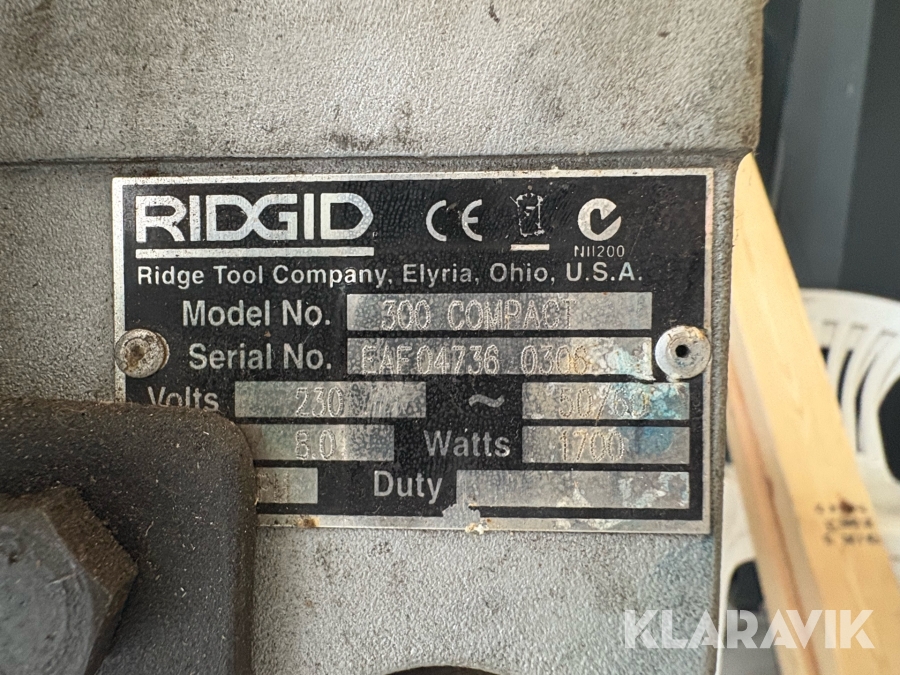 RIDGID CE
N11200
Ridge Tool Company, Elyria, Ohio, U.S.A.
Model No. 300 COMPACT
Serial No. EAF04736 0306
Volts 230 ~ 50/60
8.0 Watts 1700
Duty
KLARAVIK